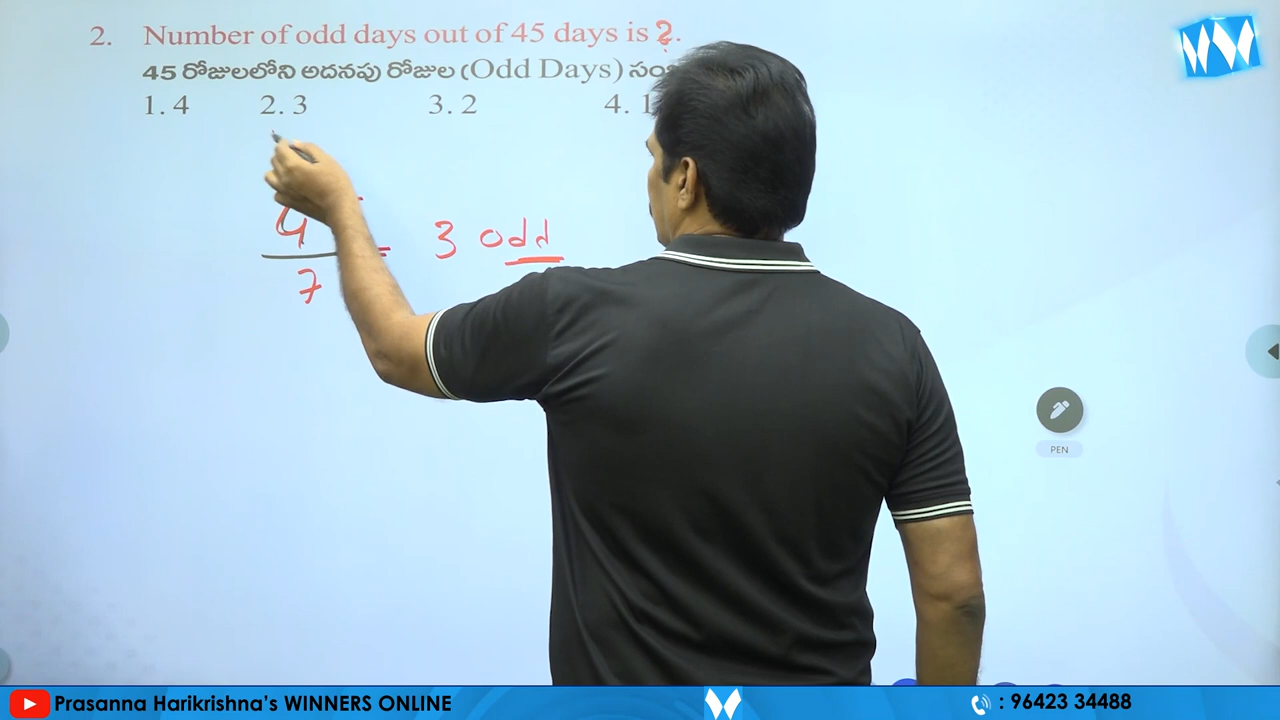 2. Number of odd days out of 45 days is ?.
45 రోజులలోని అదనపు రోజుల (Odd Days)
1. 4 2. 3 3. 2 4. 1
4 = 3 odd
7
PEN
Prasanna Harikrishna's WINNERS ONLINE : 96423 34488